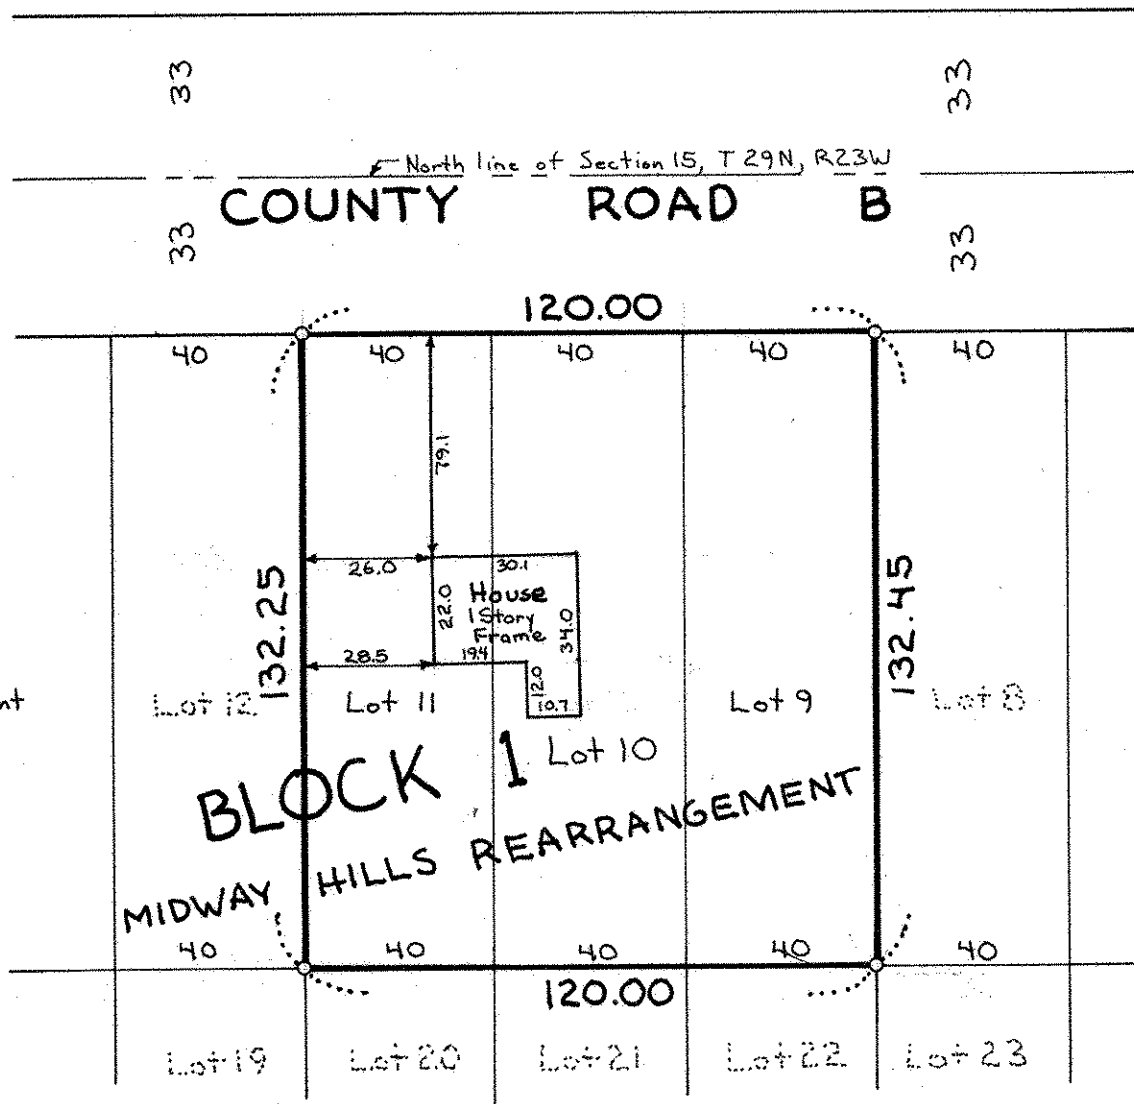 33 33
North line of Section 15, T 29N, R23W
COUNTY ROAD B
33 33
120.00
40 40 40 40 40
79.1
26.0 30.1
22.0 House 34.0
1 Story
Frame
28.5 19.4
12.0
10.7
132.25 132.45
nt Lot 12 Lot 11 Lot 9 Lot 8
Lot 10
BLOCK 1
MIDWAY HILLS REARRANGEMENT
40 40 40 40 40
120.00
Lot 19 Lot 20 Lot 21 Lot 22 Lot 23